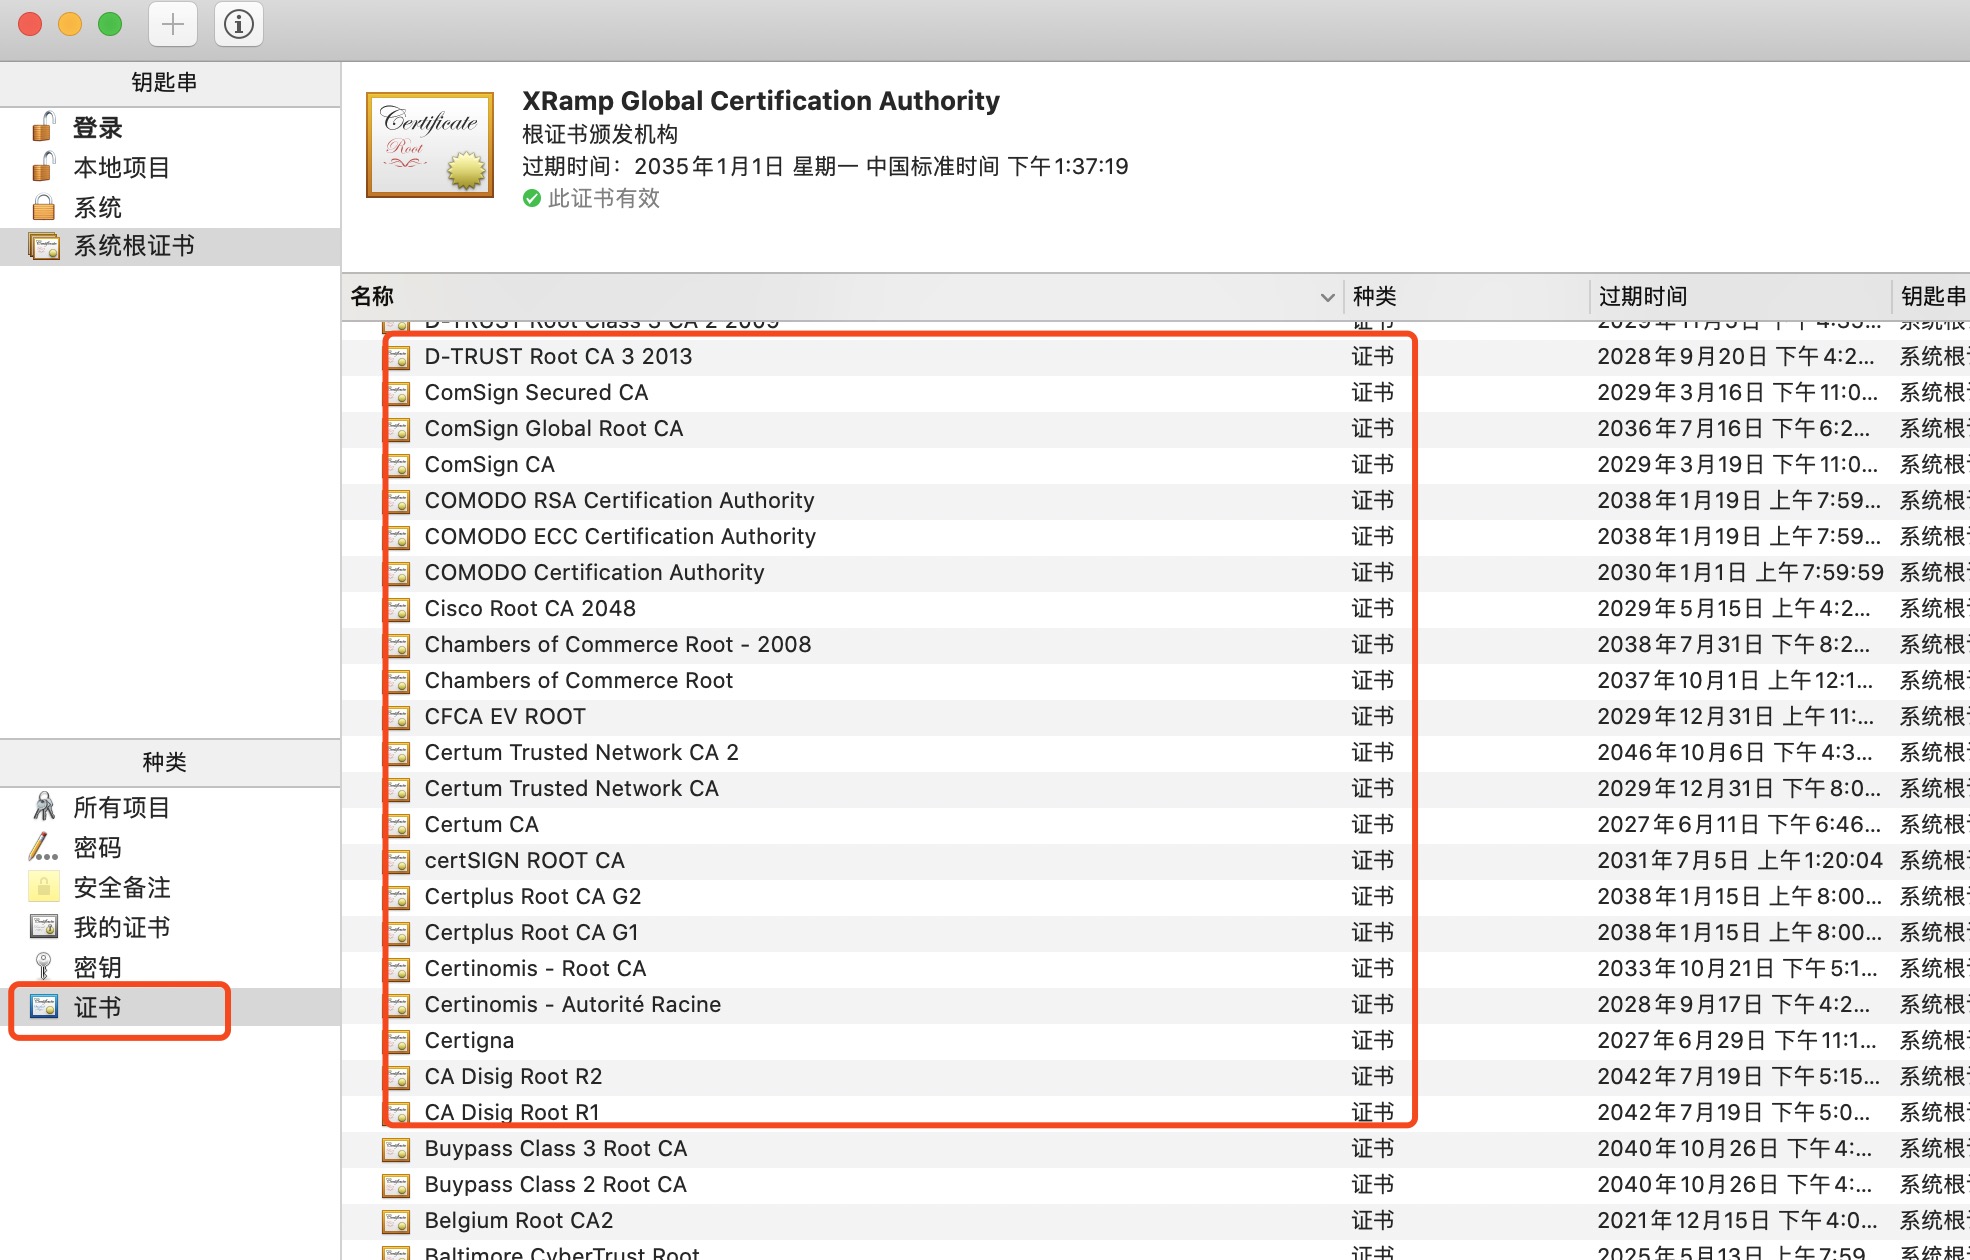 钥匙串
登录
本地项目
系统
系统根证书
种类
所有项目
密码
安全备注
我的证书
密钥
证书
Certificate
Root
XRamp Global Certification Authority
根证书颁发机构
过期时间：2035年1月1日 星期一 中国标准时间 下午1:37:19
此证书有效
名称 种类 过期时间 钥匙串
D-TRUST Root Class 3 CA 2 2009 证书 2029年11月5日 下午4:35... 系统根
D-TRUST Root CA 3 2013 证书 2028年9月20日 下午4:2... 系统根
ComSign Secured CA 证书 2029年3月16日 下午11:0... 系统根
ComSign Global Root CA 证书 2036年7月16日 下午6:2... 系统根
ComSign CA 证书 2029年3月19日 下午11:0... 系统根
COMODO RSA Certification Authority 证书 2038年1月19日 上午7:59... 系统根
COMODO ECC Certification Authority 证书 2038年1月19日 上午7:59... 系统根
COMODO Certification Authority 证书 2030年1月1日 上午7:59:59 系统根
Cisco Root CA 2048 证书 2029年5月15日 上午4:2... 系统根
Chambers of Commerce Root - 2008 证书 2038年7月31日 下午8:2... 系统根
Chambers of Commerce Root 证书 2037年10月1日 上午12:1... 系统根
CFCA EV ROOT 证书 2029年12月31日 上午11:... 系统根
Certum Trusted Network CA 2 证书 2046年10月6日 下午4:3... 系统根
Certum Trusted Network CA 证书 2029年12月31日 下午8:0... 系统根
Certum CA 证书 2027年6月11日 下午6:46... 系统根
certSIGN ROOT CA 证书 2031年7月5日 上午1:20:04 系统根
Certplus Root CA G2 证书 2038年1月15日 上午8:00... 系统根
Certplus Root CA G1 证书 2038年1月15日 上午8:00... 系统根
Certinomis - Root CA 证书 2033年10月21日 下午5:1... 系统根
Certinomis - Autorité Racine 证书 2028年9月17日 下午4:2... 系统根
Certigna 证书 2027年6月29日 下午11:1... 系统根
CA Disig Root R2 证书 2042年7月19日 下午5:15... 系统根
CA Disig Root R1 证书 2042年7月19日 下午5:0... 系统根
Buypass Class 3 Root CA 证书 2040年10月26日 下午4:... 系统根
Buypass Class 2 Root CA 证书 2040年10月26日 下午4:... 系统根
Belgium Root CA2 证书 2021年12月15日 下午4:0... 系统根
Baltimore CyberTrust Root 证书 2025年5月13日 上午7:59... 系统根